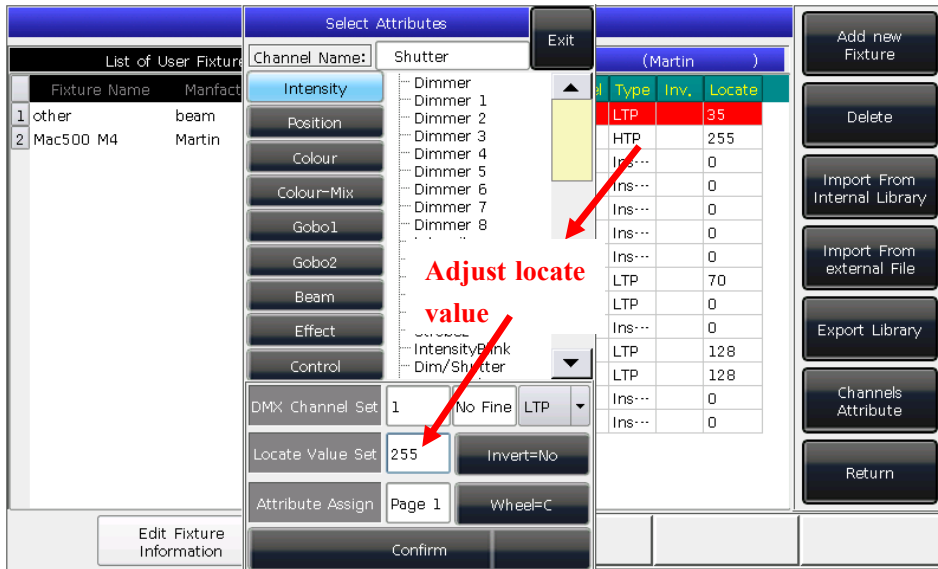 Select Attributes
Exit
Add new
Fixture
List of User Fixture
Channel Name:
Shutter
(Martin )
Fixture Name Manfact
Intensity
Dimmer
Type Inv. Locate
1 other beam
Dimmer 1
LTP 35
Delete
2 Mac500 M4 Martin
Position
Dimmer 2
Dimmer 3
HTP 255
Colour
Dimmer 4
Dimmer 5
Ins··· 0
Import From
Internal Library
Colour-Mix
Dimmer 6
Ins··· 0
Dimmer 7
Ins··· 0
Gobo1
Dimmer 8
Ins··· 0
Import From
external File
Gobo2
Ins··· 0
Adjust locate
value
LTP 70
Beam
LTP 0
Effect
Ins··· 0
Export Library
IntensityBlink
LTP 128
Control
Dim/Shutter
LTP 128
DMX Channel Set 1 No Fine LTP
Ins··· 0
Ins··· 0
Channels
Attribute
Locate Value Set 255 Invert=No
Return
Attribute Assign Page 1 Wheel=C
Edit Fixture
Information
Confirm